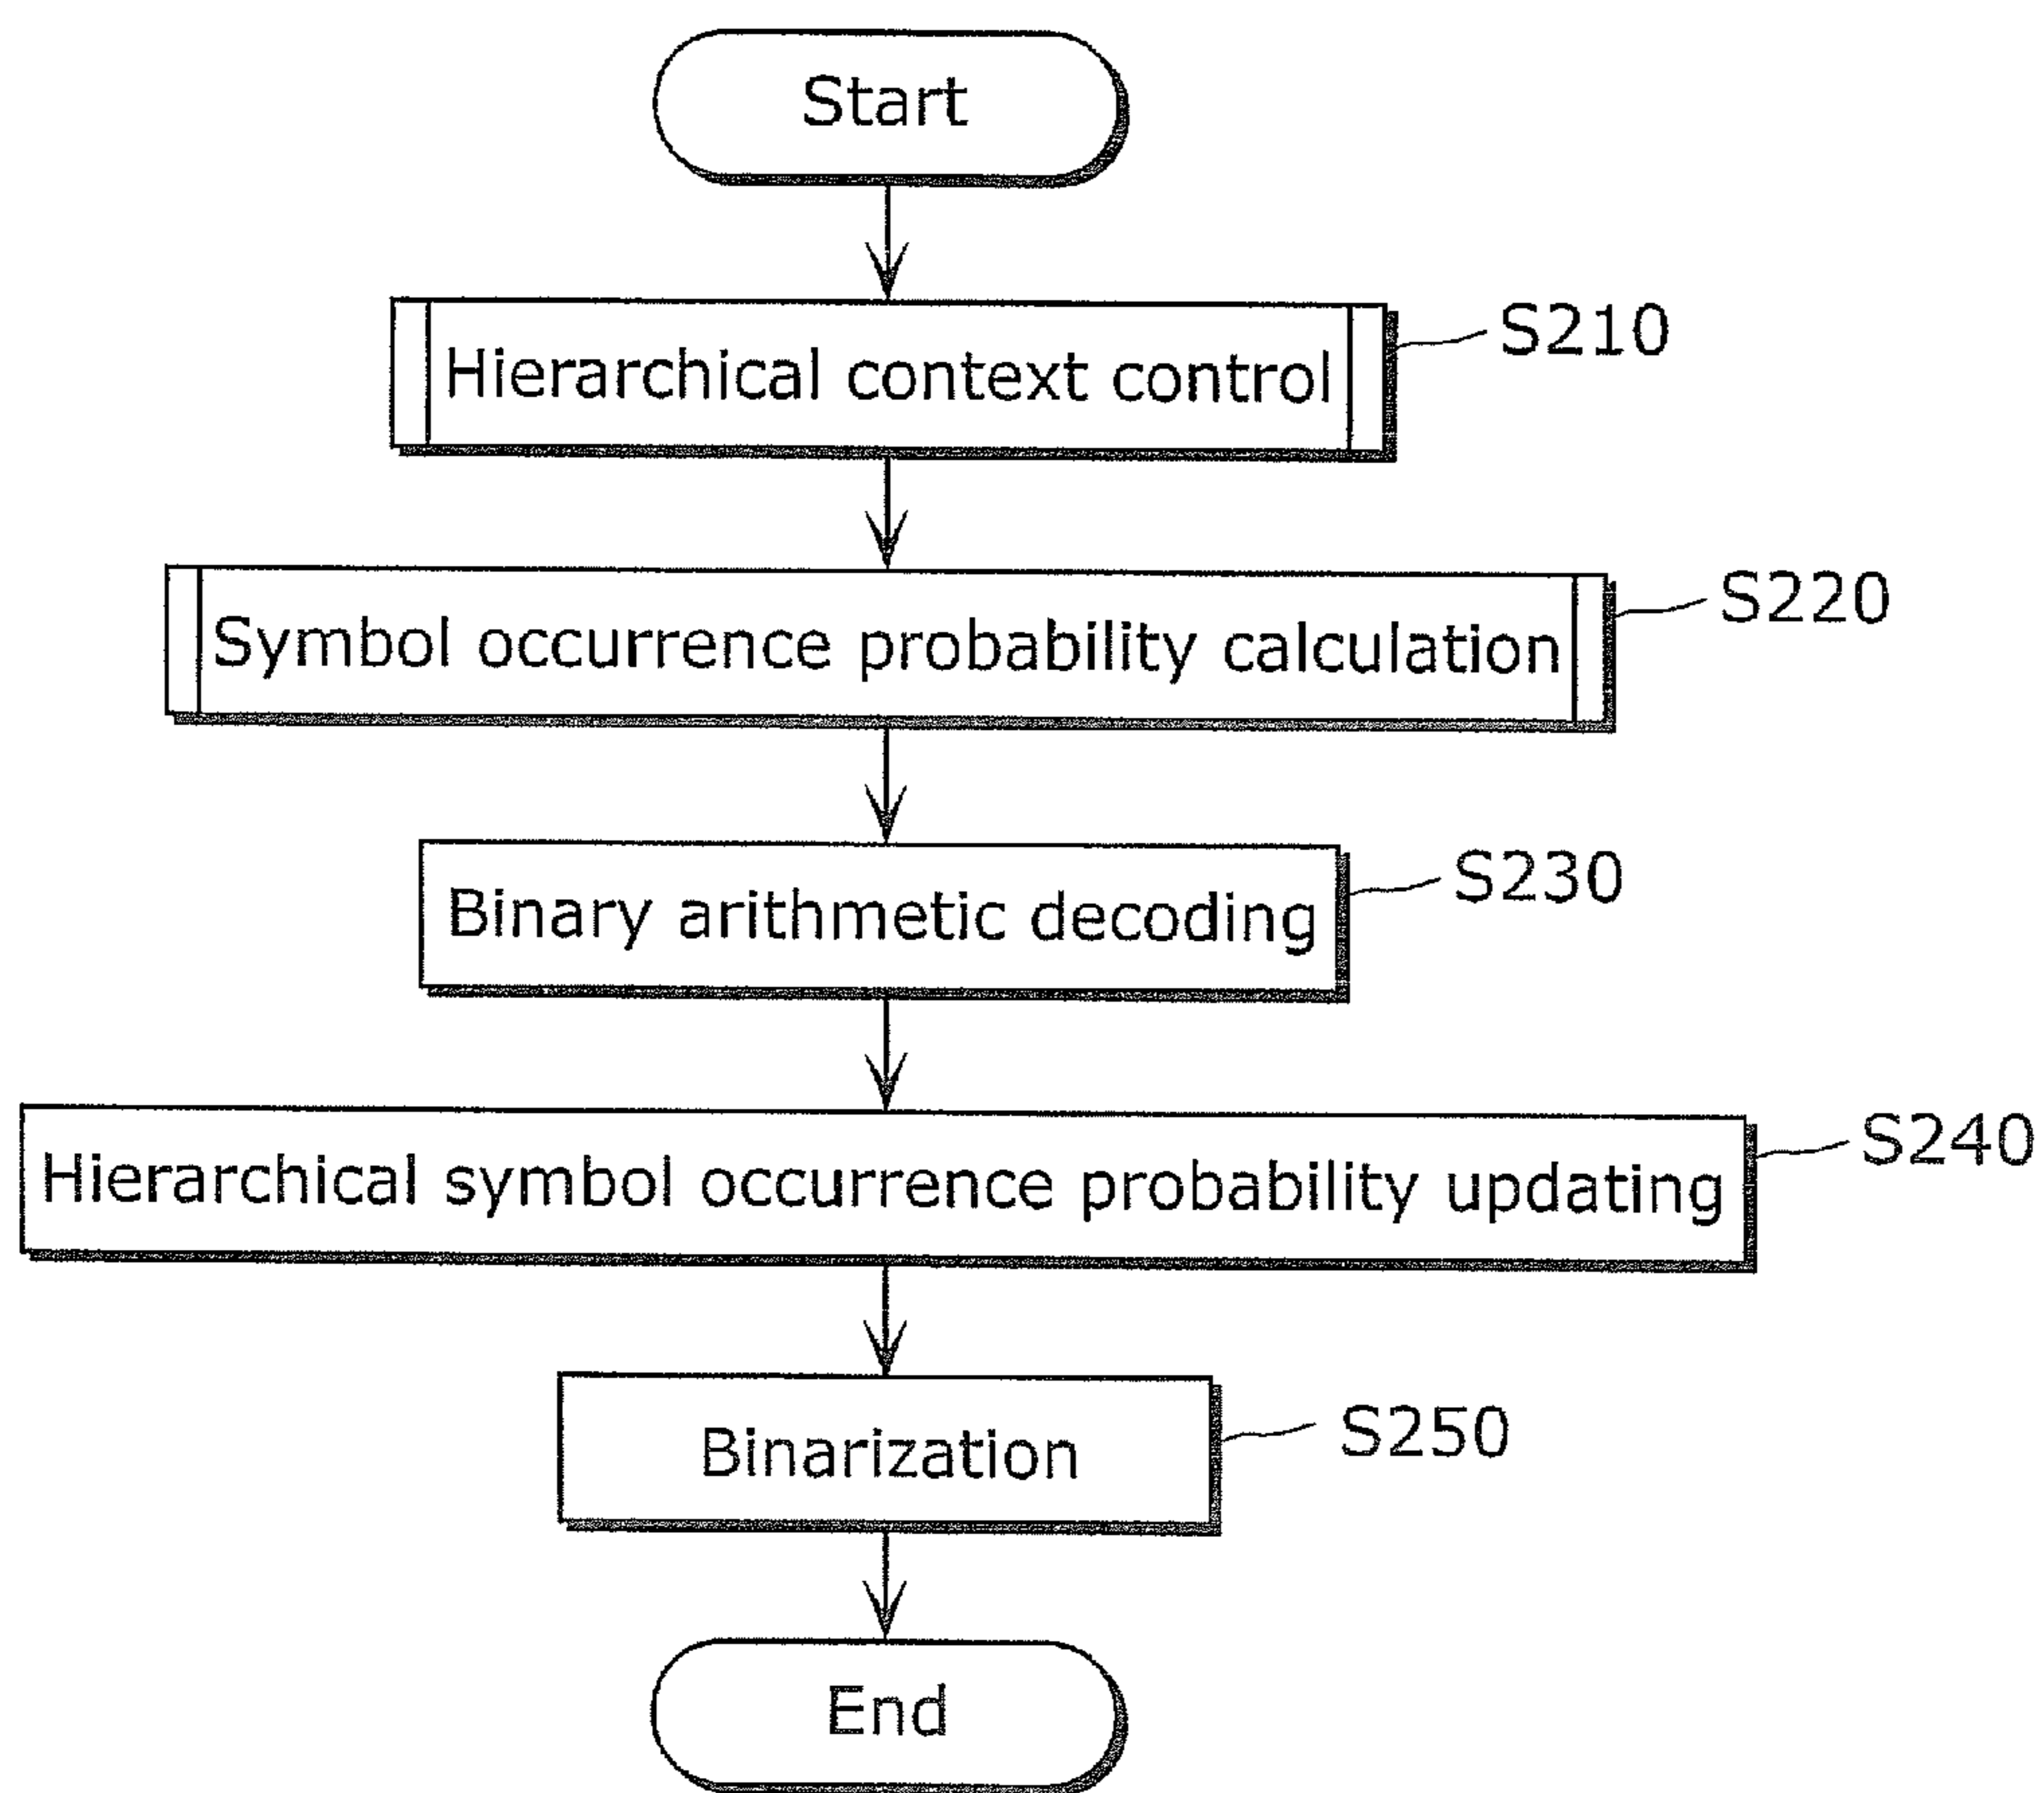 Start
Hierarchical context control
S210
Symbol occurrence probability calculation
S220
Binary arithmetic decoding
S230
Hierarchical symbol occurrence probability updating
S240
Binarization
S250
End